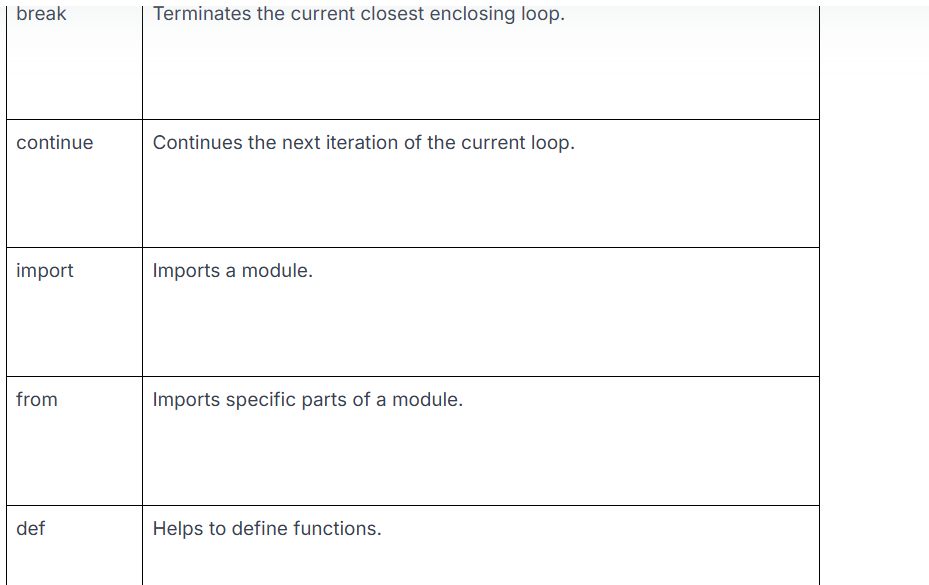 break Terminates the current closest enclosing loop.
continue Continues the next iteration of the current loop.
import Imports a module.
from Imports specific parts of a module.
def Helps to define functions.